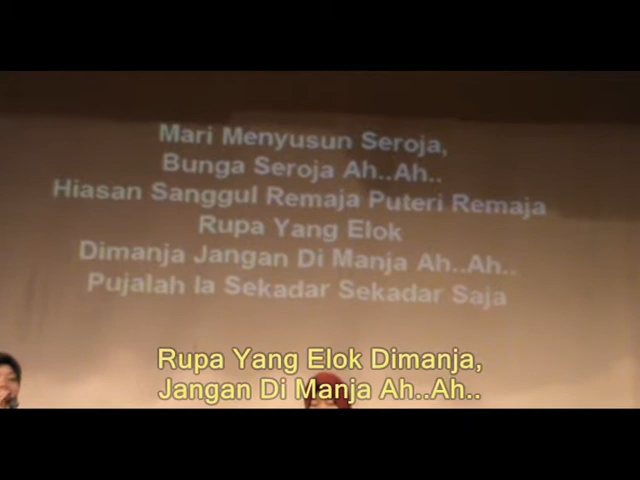 Mari Menyusun Seroja,
Bunga Seroja Ah..Ah..
Hiasan Sanggul Remaja Puteri Remaja
Rupa Yang Elok
Dimanja Jangan Di Manja Ah..Ah..
Pujalah Ia Sekadar Sekadar Saja
Rupa Yang Elok Dimanja,
Jangan Di Manja Ah..Ah..